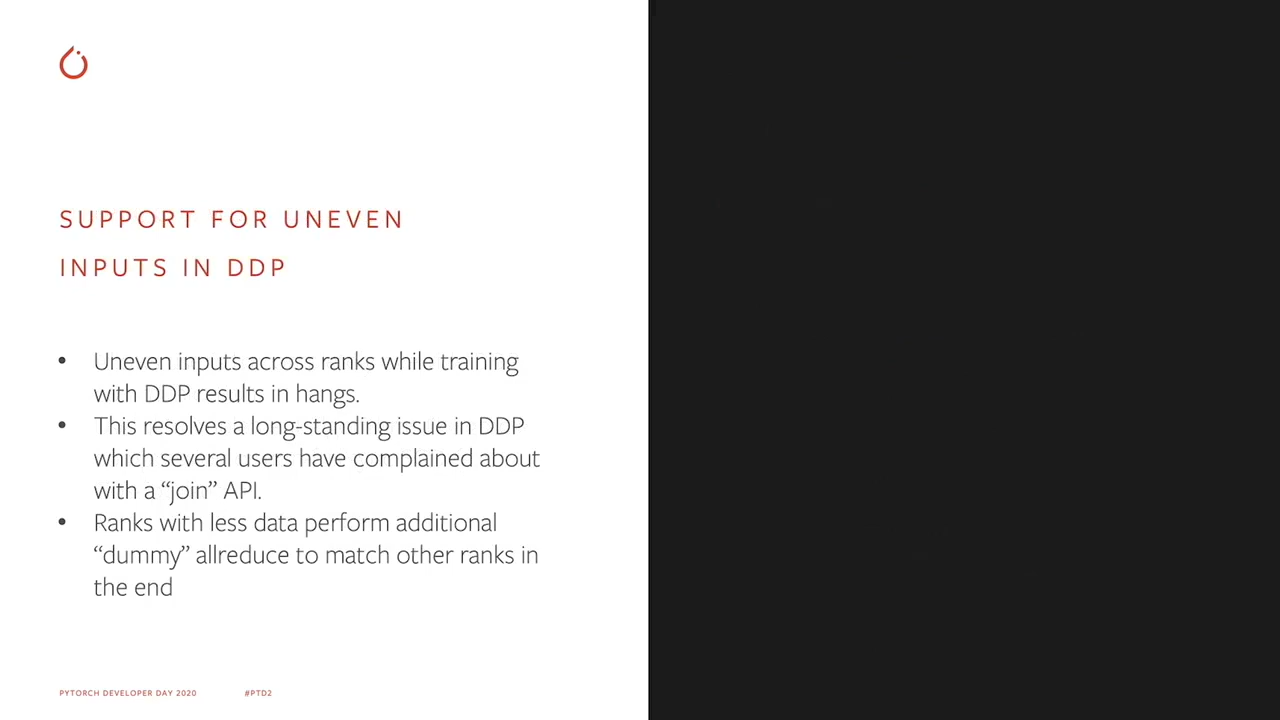 SUPPORT FOR UNEVEN
INPUTS IN DDP
• Uneven inputs across ranks while training
with DDP results in hangs.
• This resolves a long-standing issue in DDP
which several users have complained about
with a “join” API.
• Ranks with less data perform additional
“dummy” allreduce to match other ranks in
the end
PYTORCH DEVELOPER DAY 2020 #PTD2